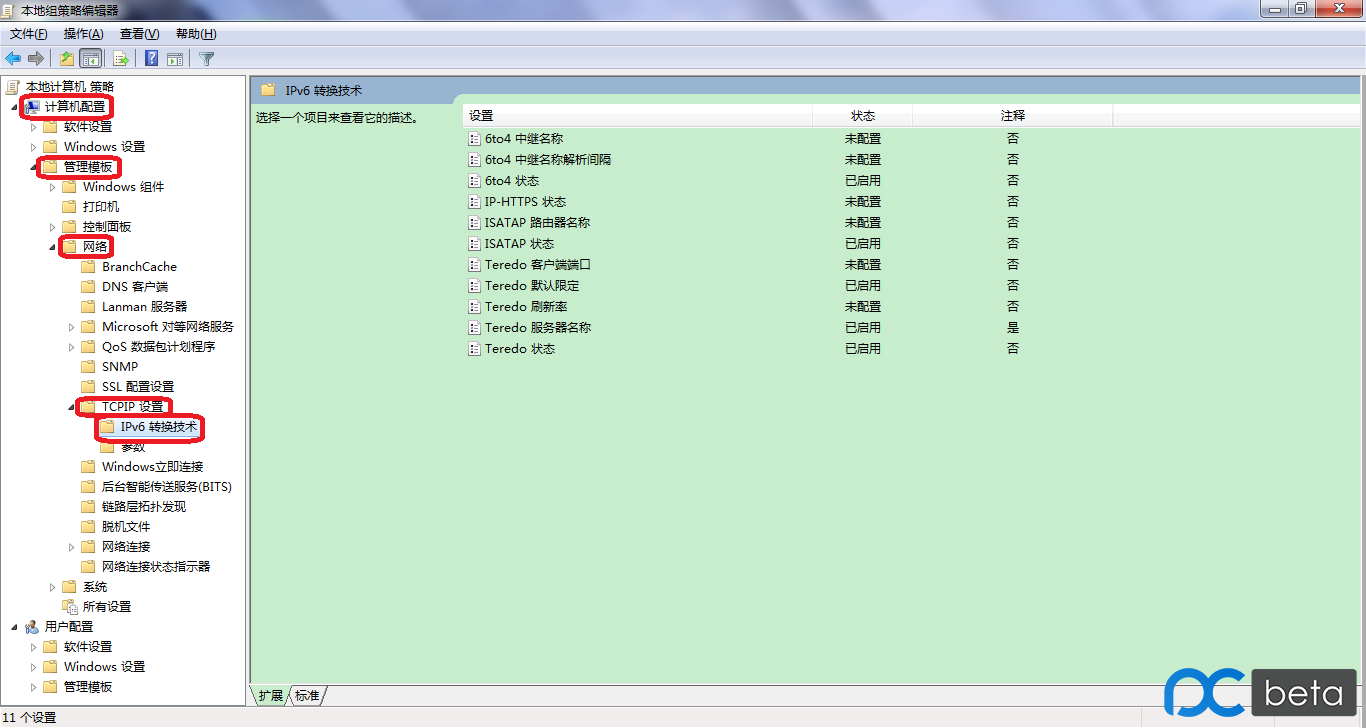 本地组策略编辑器
文件(F) 操作(A) 查看(V) 帮助(H)
本地计算机 策略
计算机配置
软件设置
Windows 设置
管理模板
Windows 组件
打印机
控制面板
网络
BranchCache
DNS 客户端
Lanman 服务器
Microsoft 对等网络服务
QoS 数据包计划程序
SNMP
SSL 配置设置
TCPIP 设置
IPv6 转换技术
参数
Windows立即连接
后台智能传送服务(BITS)
链路层拓扑发现
脱机文件
网络连接
网络连接状态指示器
系统
所有设置
用户配置
软件设置
Windows 设置
管理模板
IPv6 转换技术
选择一个项目来查看它的描述。
设置 状态 注释
6to4 中继名称 未配置 否
6to4 中继名称解析间隔 未配置 否
6to4 状态 已启用 否
IP-HTTPS 状态 未配置 否
ISATAP 路由器名称 未配置 否
ISATAP 状态 已启用 否
Teredo 客户端端口 未配置 否
Teredo 默认限定 已启用 否
Teredo 刷新率 未配置 否
Teredo 服务器名称 已启用 是
Teredo 状态 已启用 否
扩展 标准
11 个设置
pc beta